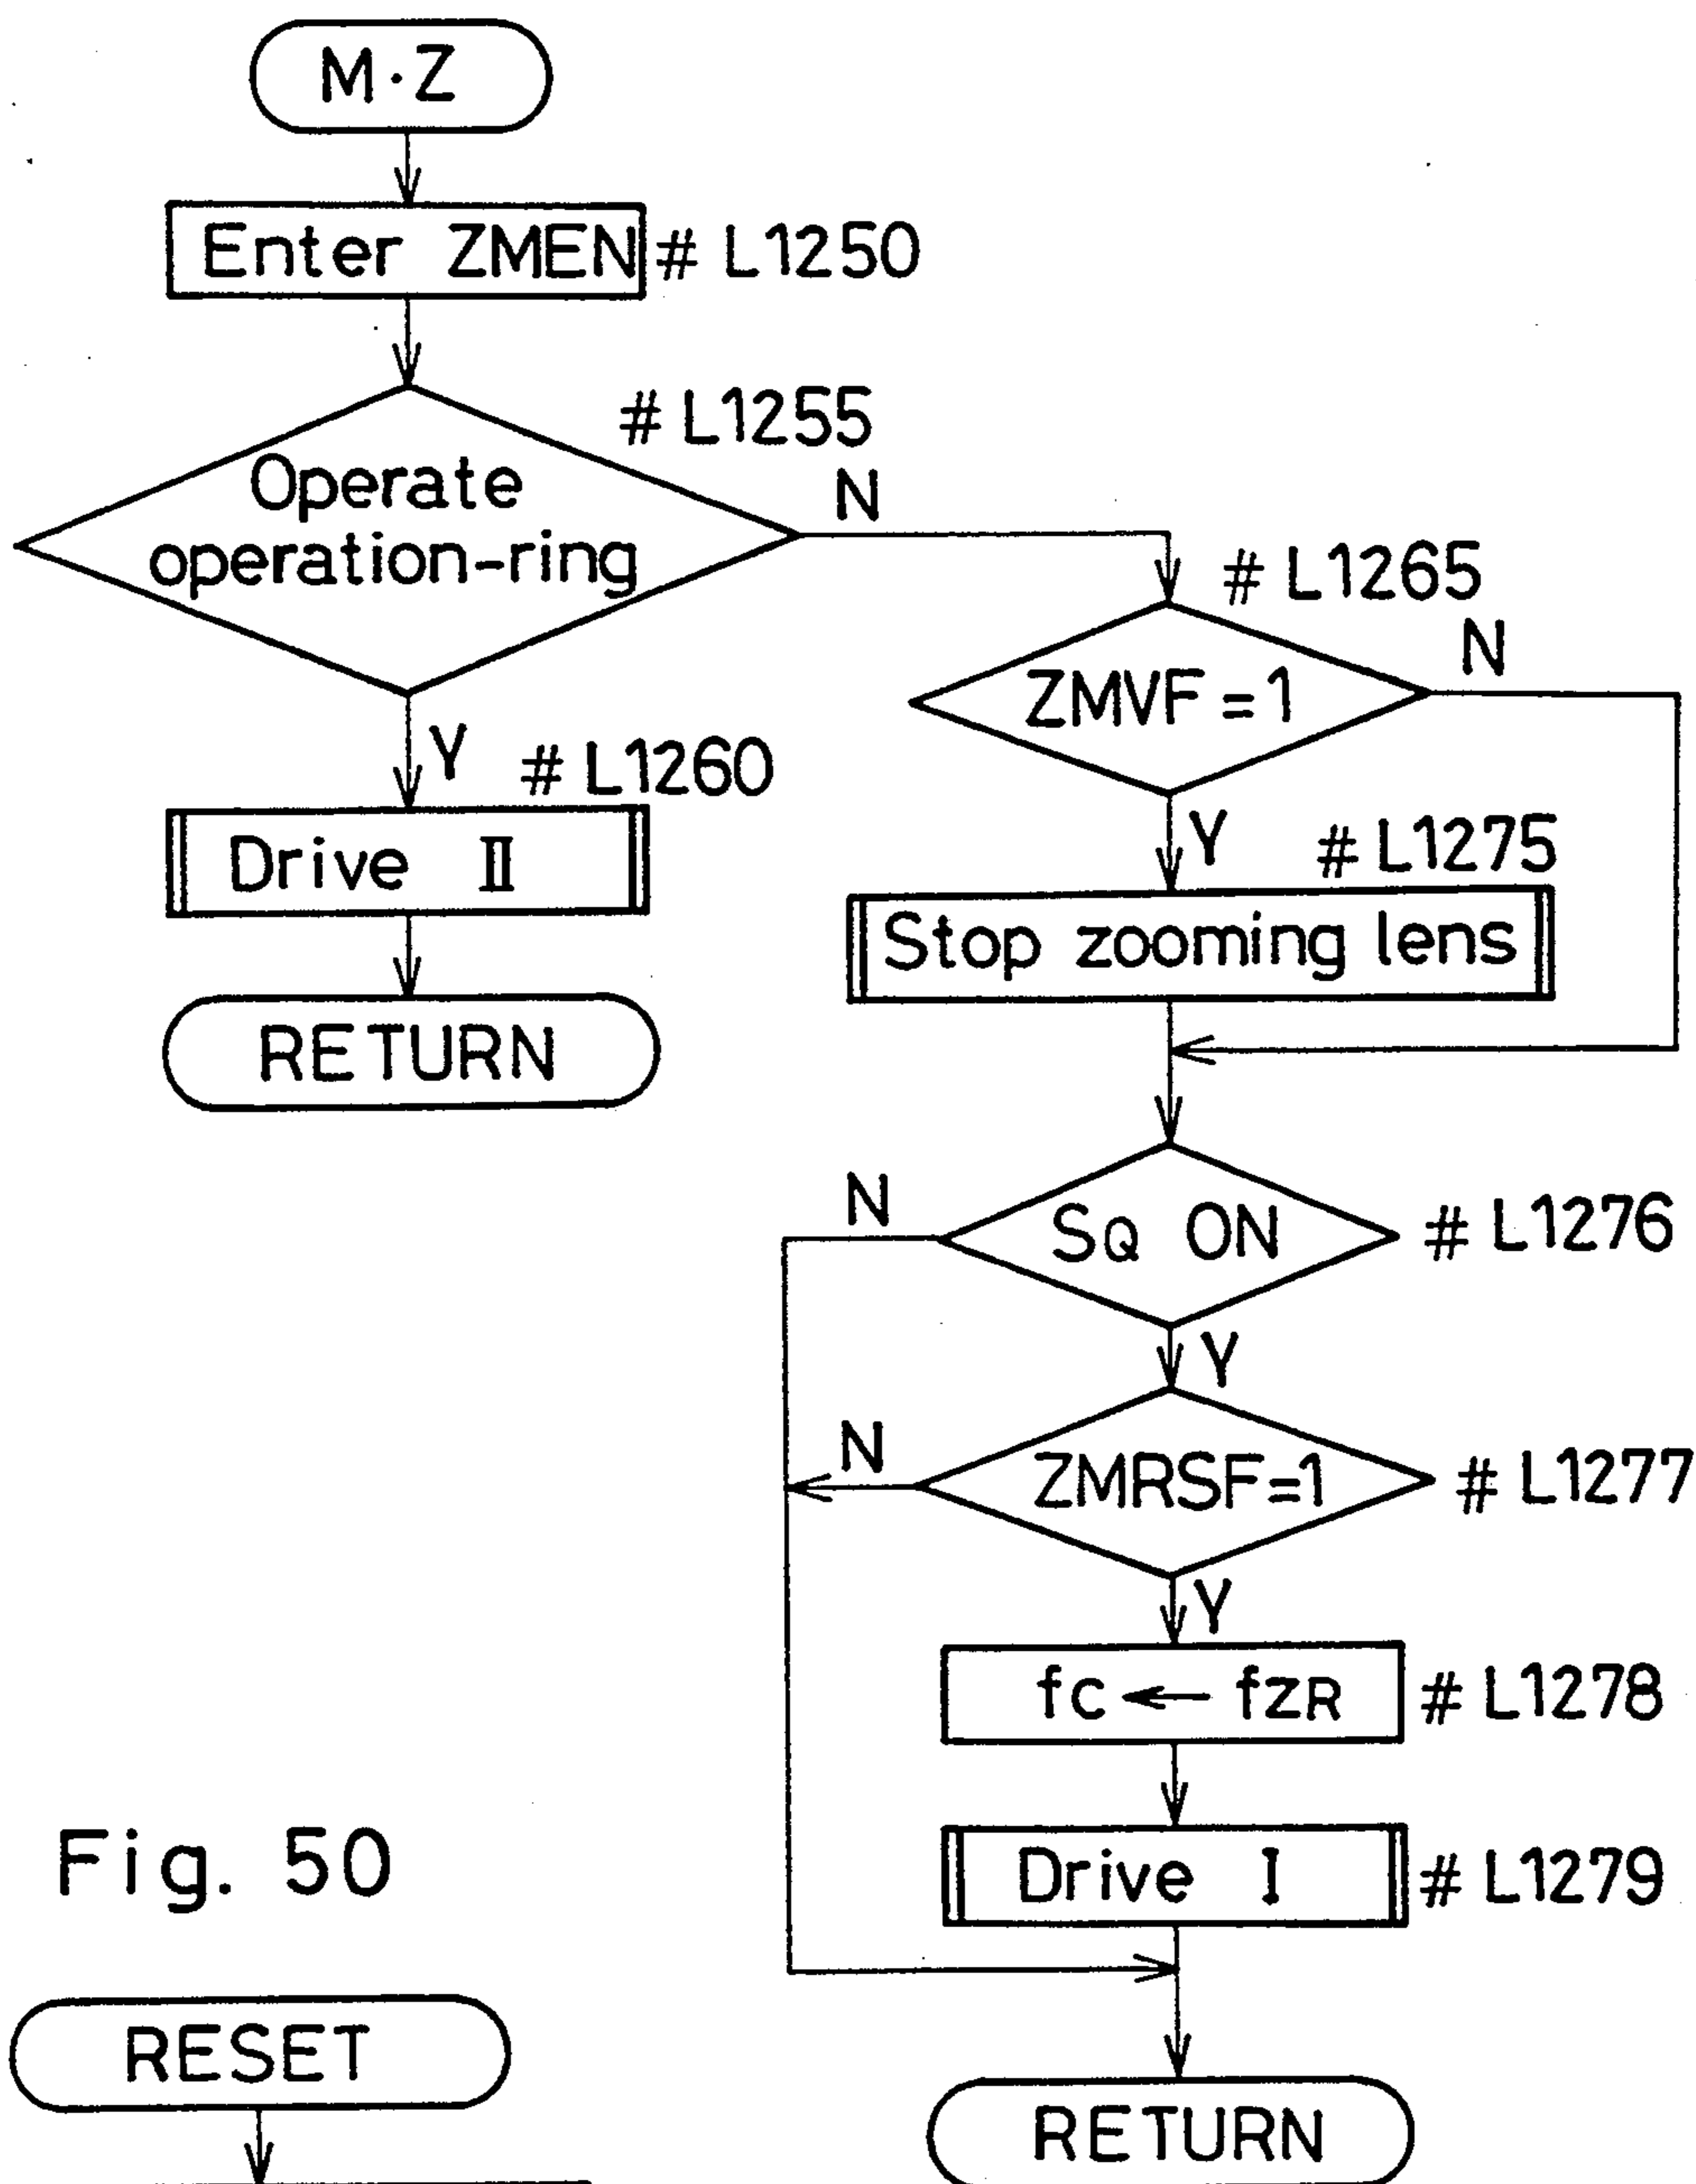 M·Z
Enter ZMEN
# L1250
# L1255
Operate
operation-ring
N
Y
# L1260
Drive II
RETURN
# L1265
ZMVF=1
N
Y
# L1275
Stop zooming lens
N
SQ ON
# L1276
Y
N
ZMRSF=1
# L1277
Y
fC ← fZR
# L1278
Drive I
# L1279
RETURN
Fig. 50
RESET